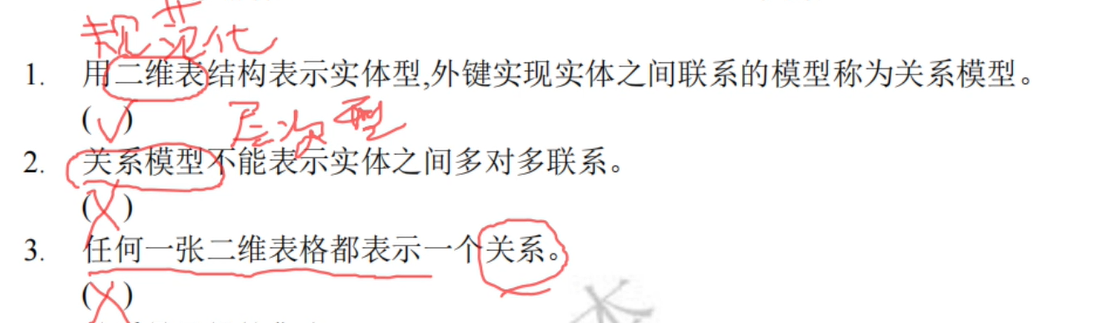 规范化
1. 用二维表结构表示实体型,外键实现实体之间联系的模型称为关系模型。
(√)
层次型
2. 关系模型不能表示实体之间多对多联系。
(X)
3. 任何一张二维表格都表示一个关系。
(X)